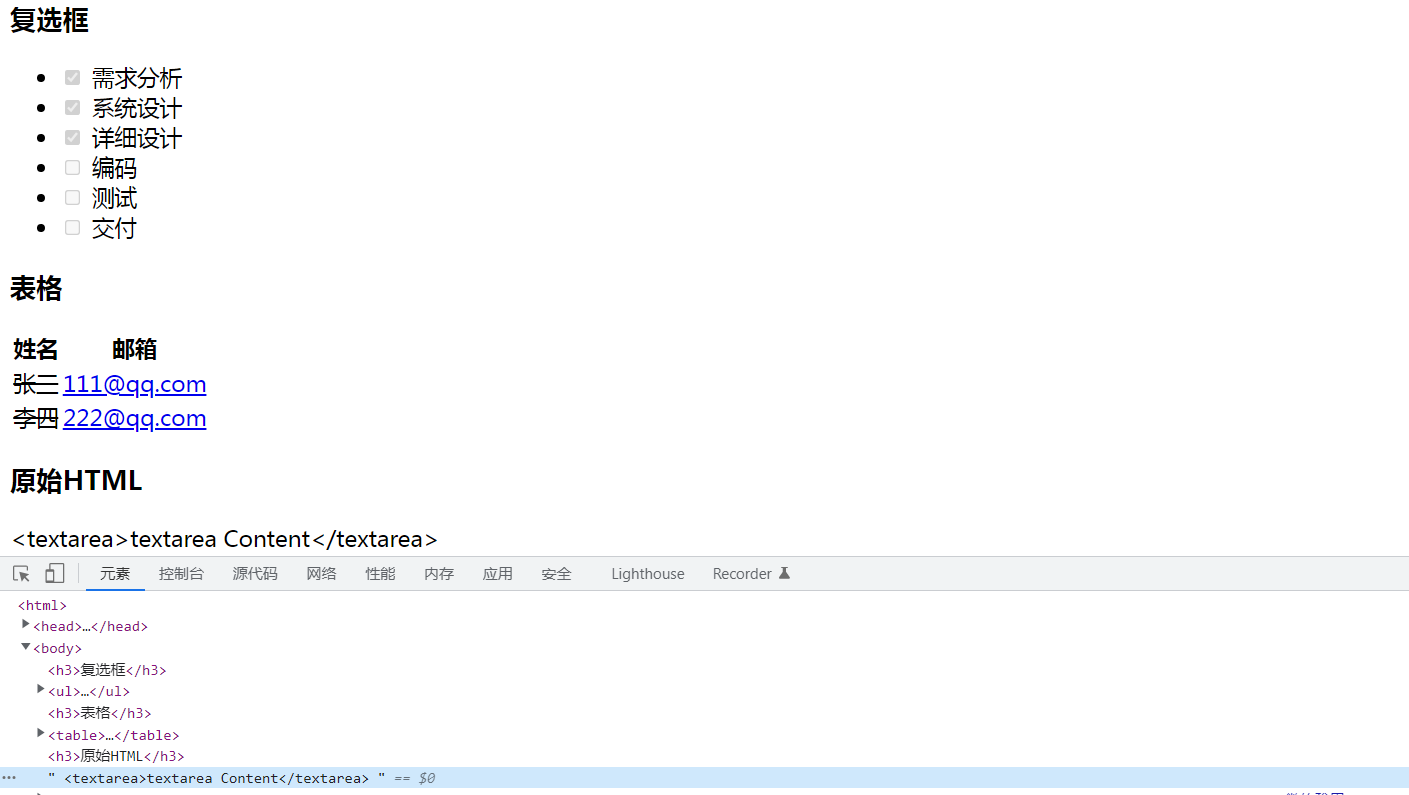 复选框
需求分析
系统设计
详细设计
编码
测试
交付
表格
姓名 邮箱
张三 111@qq.com
李四 222@qq.com
原始HTML
<textarea>textarea Content</textarea>
元素 控制台 源代码 网络 性能 内存 应用 安全 Lighthouse Recorder
<html>
<head>…</head>
<body>
<h3>复选框</h3>
<ul>…</ul>
<h3>表格</h3>
<table>…</table>
<h3>原始HTML</h3>
" <textarea>textarea Content</textarea> " == $0